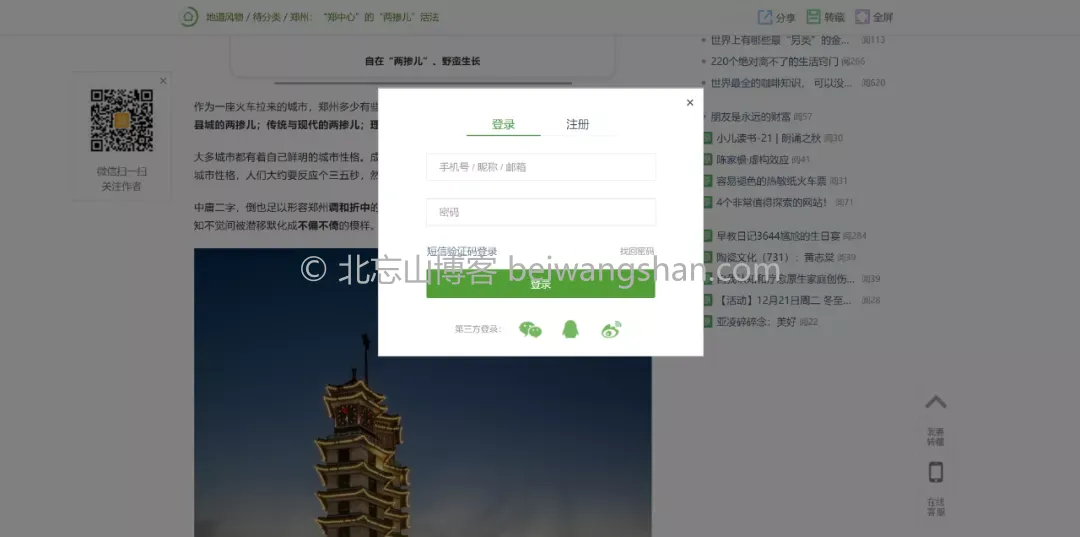 地道风物 / 待分类 / 郑州：“郑中心”的“两掺儿”活法
分享 转藏 全屏
自在“两掺儿”、野蛮生长
微信扫一扫
关注作者
作为一座火车拉来的城市，郑州多少有些
县城的两掺儿；传统与现代的两掺儿；理
大多城市都有着自己鲜明的城市性格。成
城市性格，人们大约要反应个三五秒，然
中庸二字，倒也足以形容郑州调和折中的
知不觉间被潜移默化成不偏不倚的模样。
×
登录 注册
手机号 / 昵称 / 邮箱
密码
短信验证码登录 找回密码
登录
第三方登录：
© 北忘山博客 beiwangshan.com
世界上有哪些最“另类”的金... 阅113
220个绝对离不了的生活窍门 阅266
世界最全的咖啡知识，可以没... 阅620
朋友是永远的财富 阅57
小儿读书-21 | 朗诵之秋 阅30
陈家顿·虚构效应 阅41
容易褪色的热敏纸火车票 阅31
4个非常值得探索的网站！ 阅71
早教日记3644尴尬的生日宴 阅284
陶瓷文化（731）：黄志棠 阅39
原生家庭创伤... 阅39
【活动】12月21日周二 冬至... 阅26
亚凌碎碎念：美好 阅22
发善
转藏
在线
客服